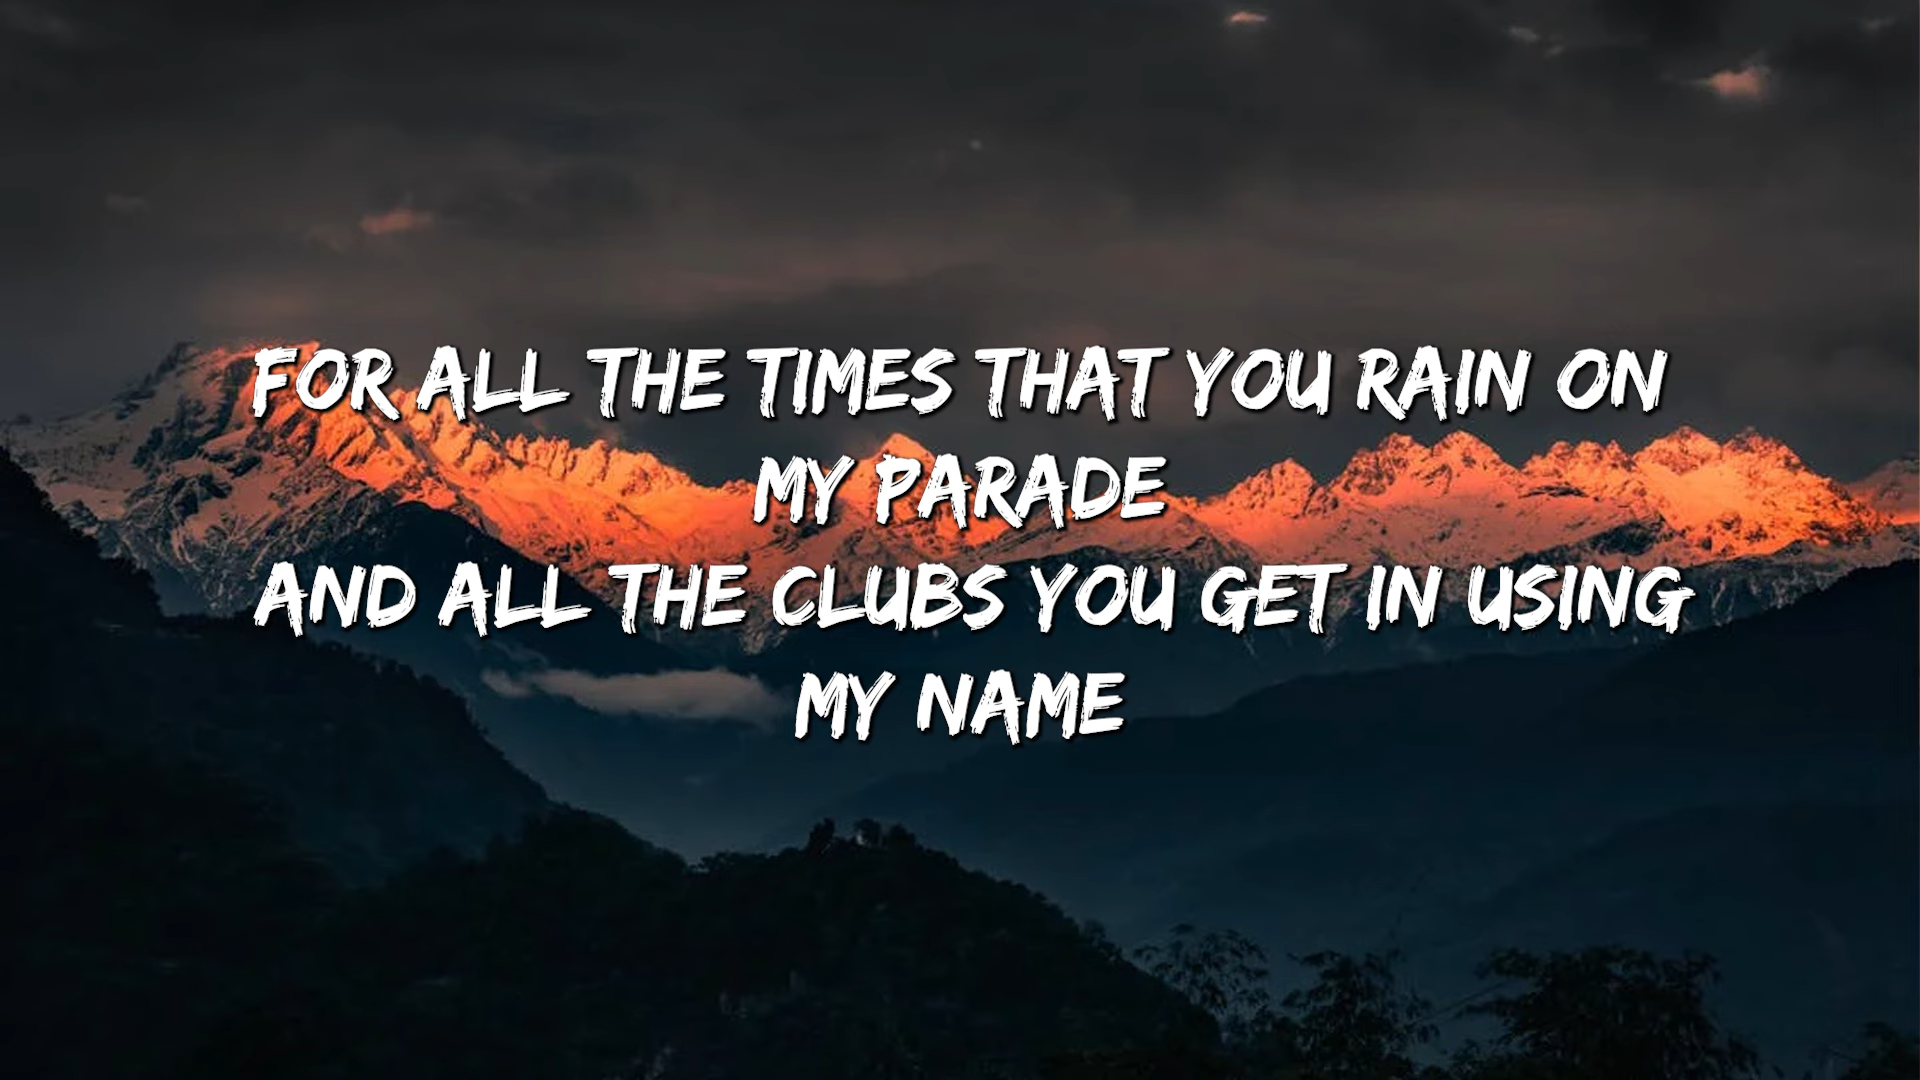 FOR ALL THE TIMES THAT YOU RAIN ON
MY PARADE
AND ALL THE CLUBS YOU GET IN USING
MY NAME